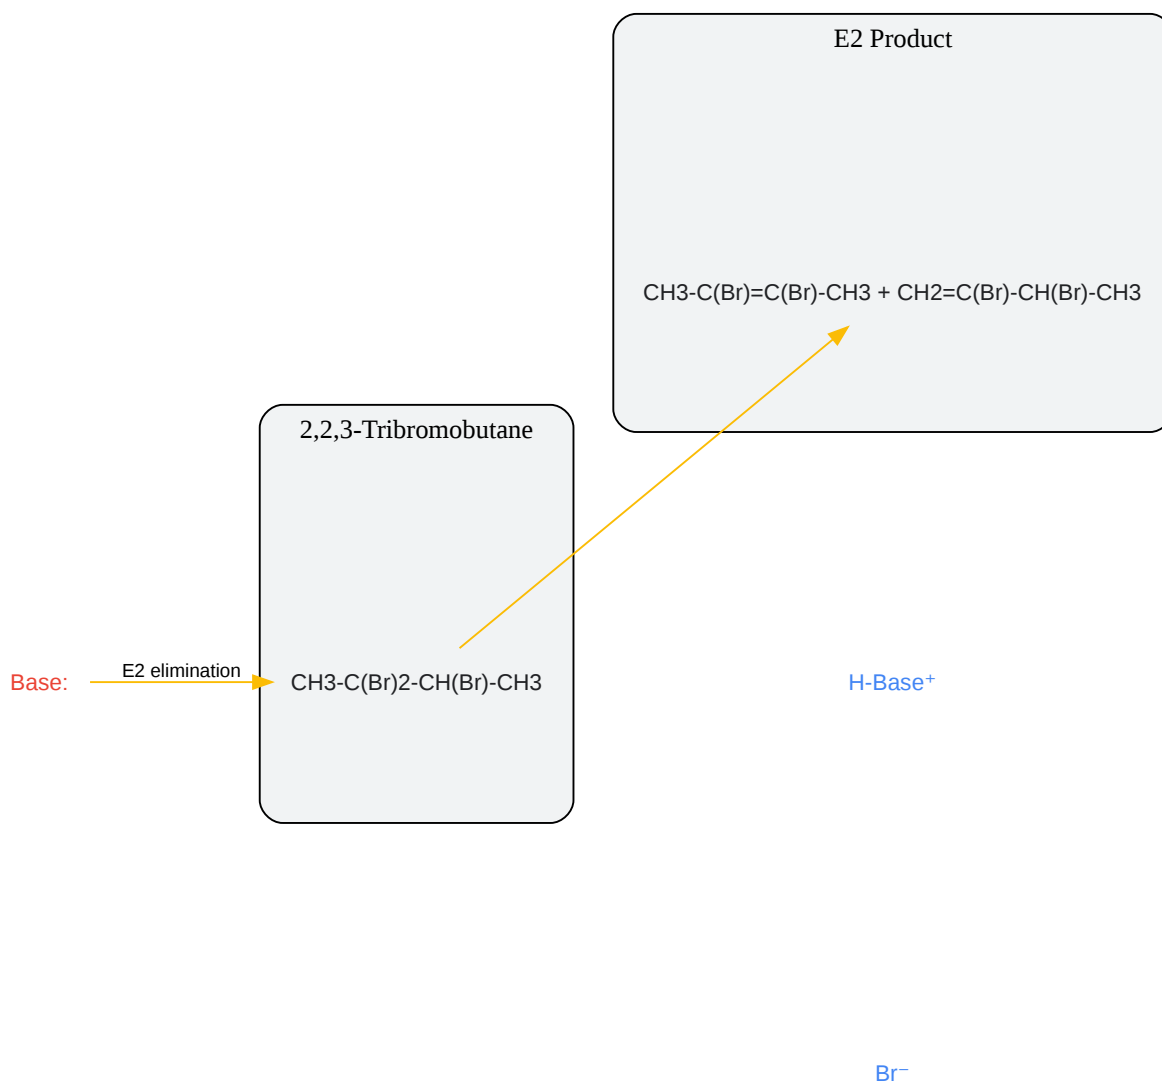 E2 Product
CH3-C(Br)=C(Br)-CH3 + CH2=C(Br)-CH(Br)-CH3
2,2,3-Tribromobutane
Base:
E2 elimination
CH3-C(Br)2-CH(Br)-CH3
H-Base⁺
Br⁻